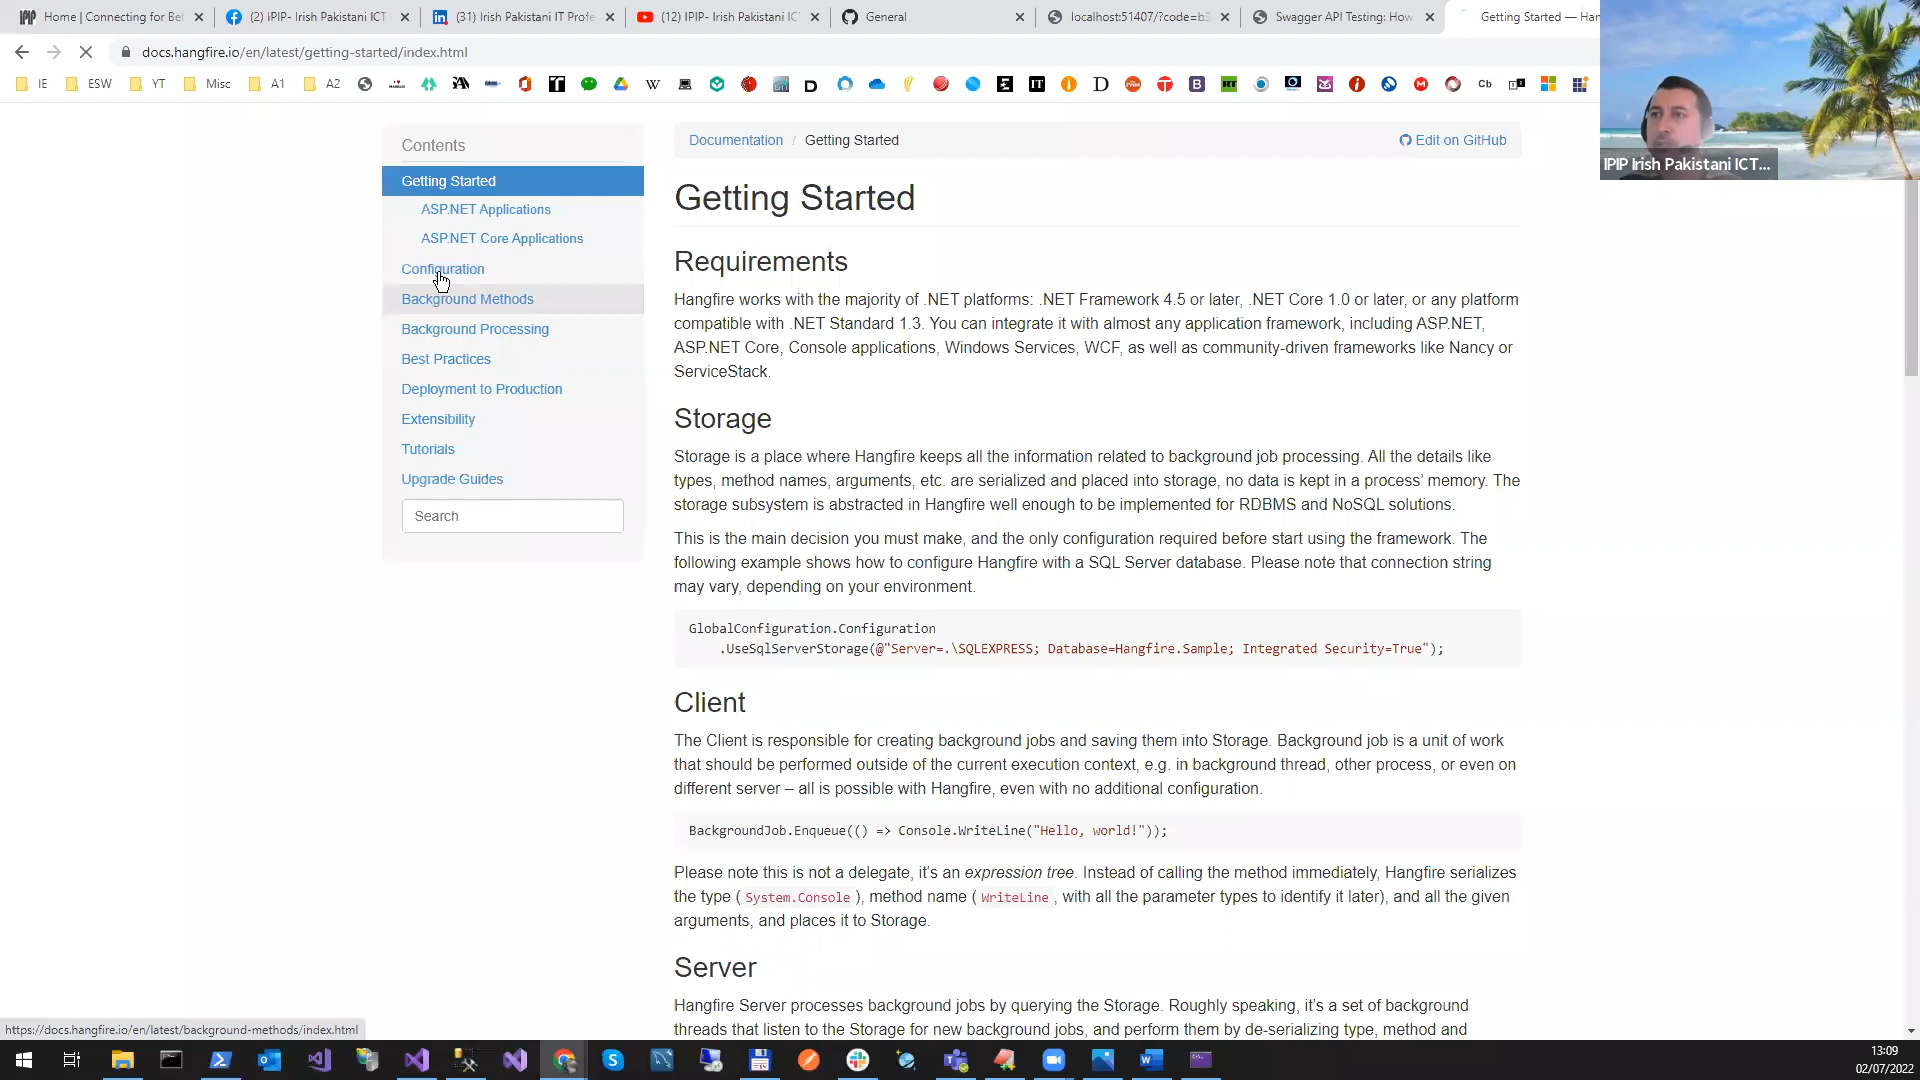 Home | Connecting for Bet
(2) IPIP- Irish Pakistani ICT
(31) Irish Pakistani IT Profe
(12) IPIP- Irish Pakistani IC
General
localhost:51407/?code=b3
Swagger API Testing: How
Getting Started — Han
docs.hangfire.io/en/latest/getting-started/index.html
IE
ESW
YT
Misc
A1
A2
IPIP Irish Pakistani ICT...
Contents
Getting Started
ASP.NET Applications
ASP.NET Core Applications
Configuration
Background Methods
Background Processing
Best Practices
Deployment to Production
Extensibility
Tutorials
Upgrade Guides
Search
Documentation / Getting Started
Edit on GitHub
Getting Started
Requirements
Hangfire works with the majority of .NET platforms: .NET Framework 4.5 or later, .NET Core 1.0 or later, or any platform
compatible with .NET Standard 1.3. You can integrate it with almost any application framework, including ASP.NET,
ASP.NET Core, Console applications, Windows Services, WCF, as well as community-driven frameworks like Nancy or
ServiceStack.
Storage
Storage is a place where Hangfire keeps all the information related to background job processing. All the details like
types, method names, arguments, etc. are serialized and placed into storage, no data is kept in a process’ memory. The
storage subsystem is abstracted in Hangfire well enough to be implemented for RDBMS and NoSQL solutions.
This is the main decision you must make, and the only configuration required before start using the framework. The
following example shows how to configure Hangfire with a SQL Server database. Please note that connection string
may vary, depending on your environment.
GlobalConfiguration.Configuration
.UseSqlServerStorage(@"Server=.\SQLEXPRESS; Database=Hangfire.Sample; Integrated Security=True");
Client
The Client is responsible for creating background jobs and saving them into Storage. Background job is a unit of work
that should be performed outside of the current execution context, e.g. in background thread, other process, or even on
different server – all is possible with Hangfire, even with no additional configuration.
BackgroundJob.Enqueue(() => Console.WriteLine("Hello, world!"));
Please note this is not a delegate, it’s an expression tree. Instead of calling the method immediately, Hangfire serializes
the type ( System.Console ), method name ( WriteLine , with all the parameter types to identify it later), and all the given
arguments, and places it to Storage.
Server
Hangfire Server processes background jobs by querying the Storage. Roughly speaking, it’s a set of background
threads that listen to the Storage for new background jobs, and perform them by de-serializing type, method and
https://docs.hangfire.io/en/latest/background-methods/index.html
13:09
02/07/2022